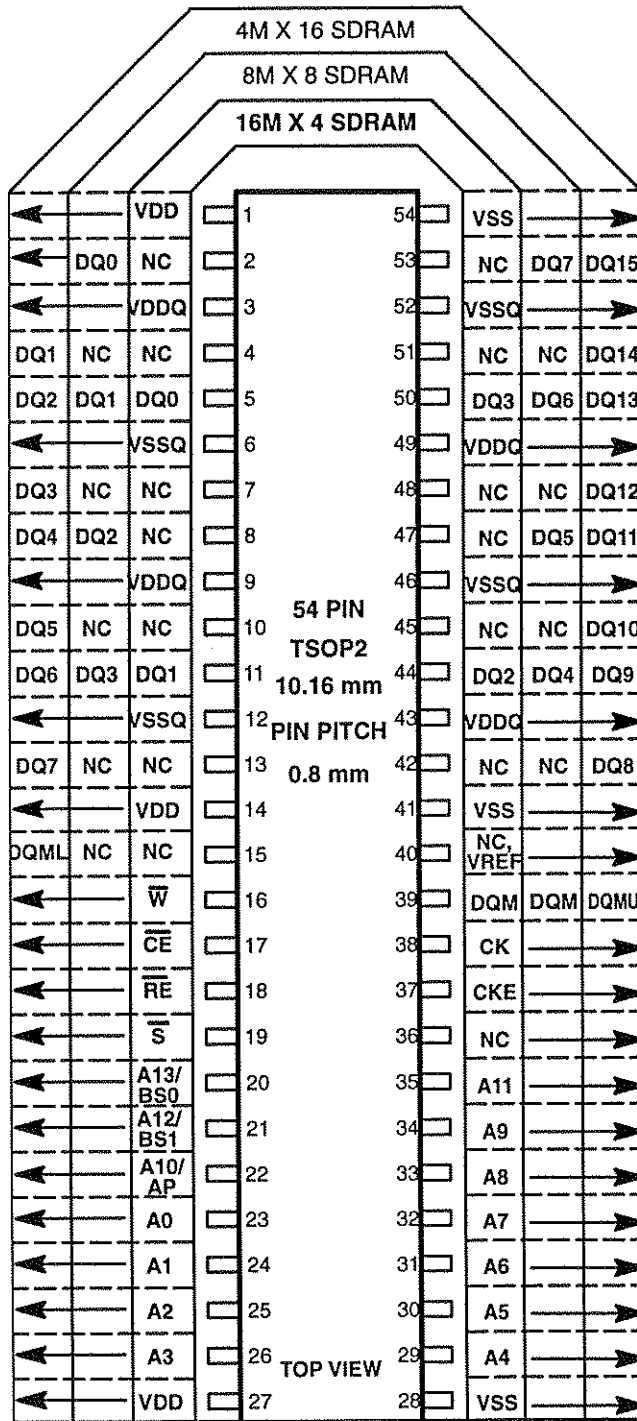 4M X 16 SDRAM
8M X 8 SDRAM
16M X 4 SDRAM
VDD 1 54 VSS
DQ0 NC 2 53 NC DQ7 DQ15
VDDQ 3 52 VSSQ
DQ1 NC NC 4 51 NC NC DQ14
DQ2 DQ1 DQ0 5 50 DQ3 DQ6 DQ13
VSSQ 6 49 VDDQ
DQ3 NC NC 7 48 NC NC DQ12
DQ4 DQ2 NC 8 47 NC DQ5 DQ11
VDDQ 9 46 VSSQ
54 PIN
DQ5 NC NC 10 45 NC NC DQ10
TSOP2
DQ6 DQ3 DQ1 11 44 DQ2 DQ4 DQ9
10.16 mm
VSSQ 12 43 VDDQ
PIN PITCH
DQ7 NC NC 13 42 NC NC DQ8
0.8 mm
VDD 14 41 VSS
DQML NC NC 15 40 NC, VREF
W̅ 16 39 DQM DQM DQMU
C̅E̅ 17 38 CK
R̅E̅ 18 37 CKE
S̅ 19 36 NC
A13/ BS0 20 35 A11
A12/ BS1 21 34 A9
A10/ AP 22 33 A8
A0 23 32 A7
A1 24 31 A6
A2 25 30 A5
A3 26 TOP VIEW 29 A4
VDD 27 28 VSS